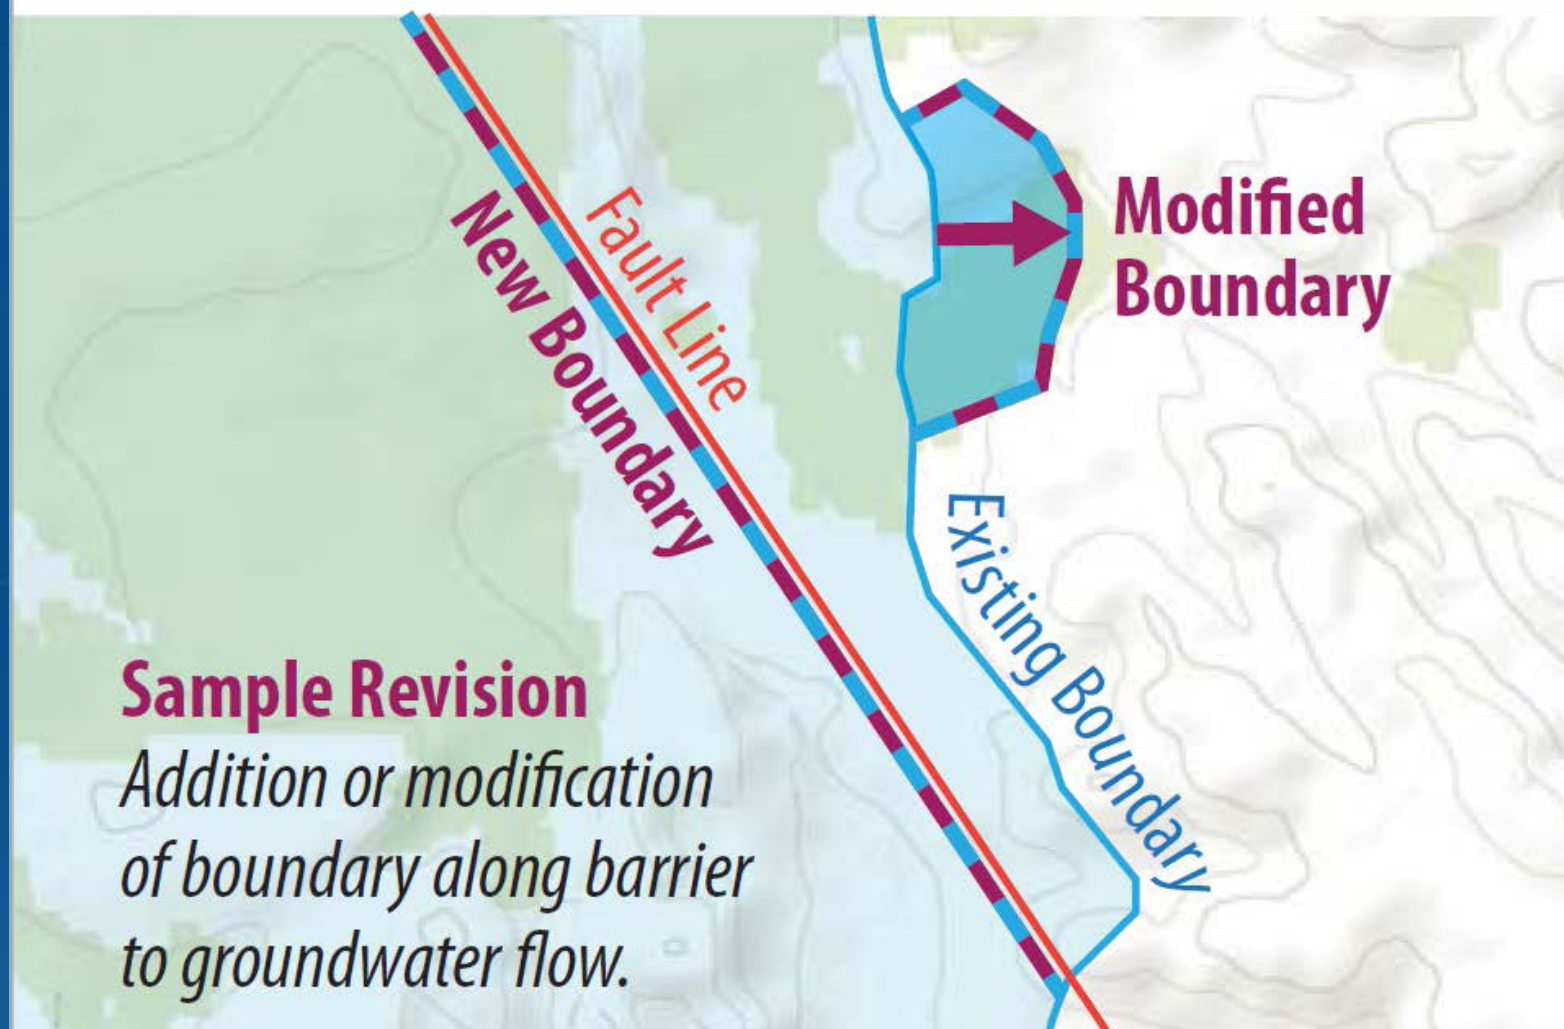 Modified
Boundary
Fault Line
New Boundary
Existing Boundary
Sample Revision
Addition or modification
of boundary along barrier
to groundwater flow.